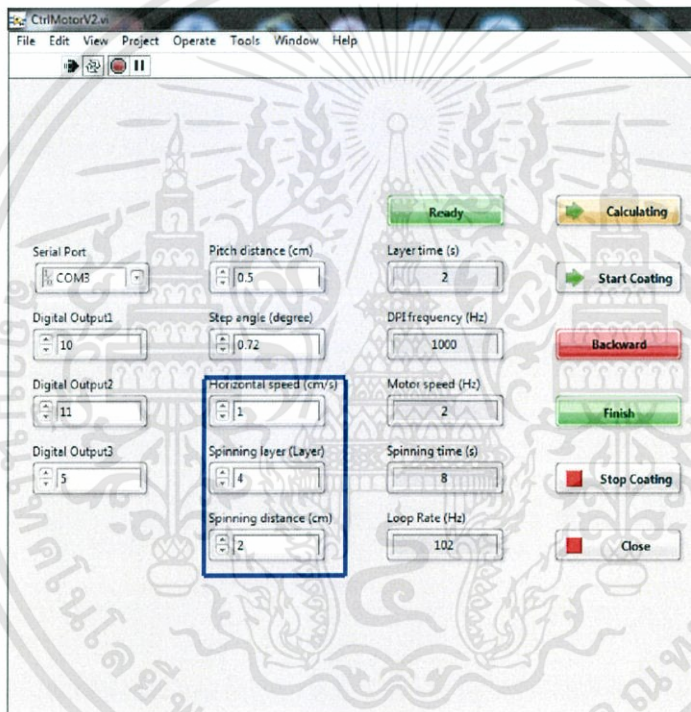 CtrlMotorV2.vi
File Edit View Project Operate Tools Window Help
Ready
Calculating
Serial Port
Pitch distance (cm)
Layer time (s)
COM3
0.5
2
Start Coating
Digital Output1
Step angle (degree)
DPI frequency (Hz)
10
0.72
1000
Backward
Digital Output2
Horizontal speed (cm/s)
Motor speed (Hz)
11
1
2
Finish
Digital Output3
Spinning layer (Layer)
Spinning time (s)
5
4
8
Stop Coating
Spinning distance (cm)
Loop Rate (Hz)
2
102
Close